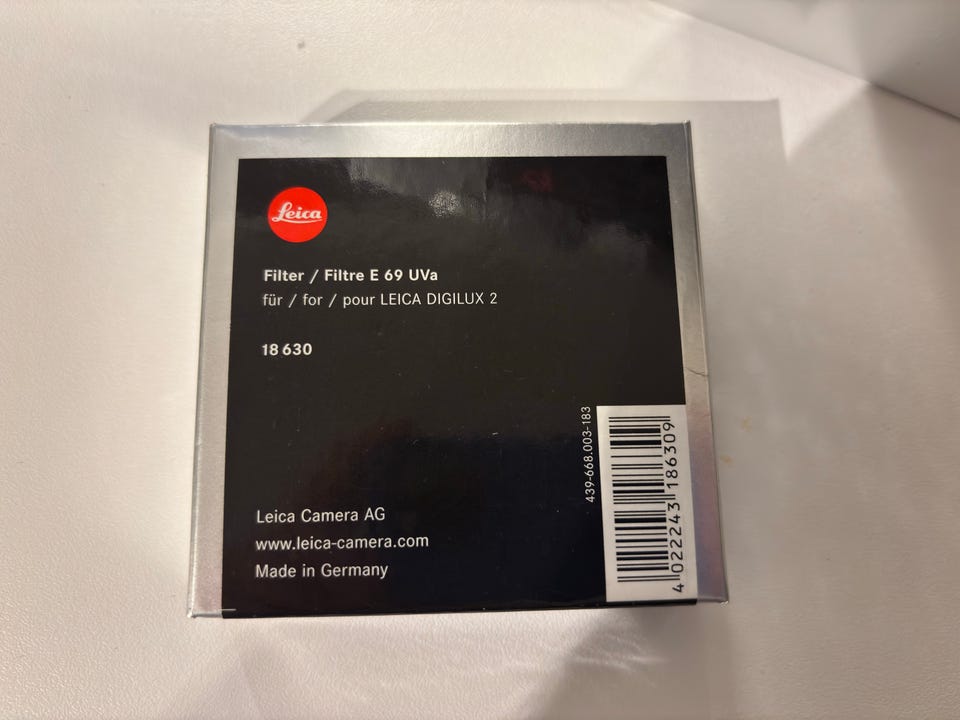 Leica
Filter / Filtre E 69 UVa
für / for / pour LEICA DIGILUX 2
18 630
439-668.003-183
4 022243 186309
Leica Camera AG
www.leica-camera.com
Made in Germany